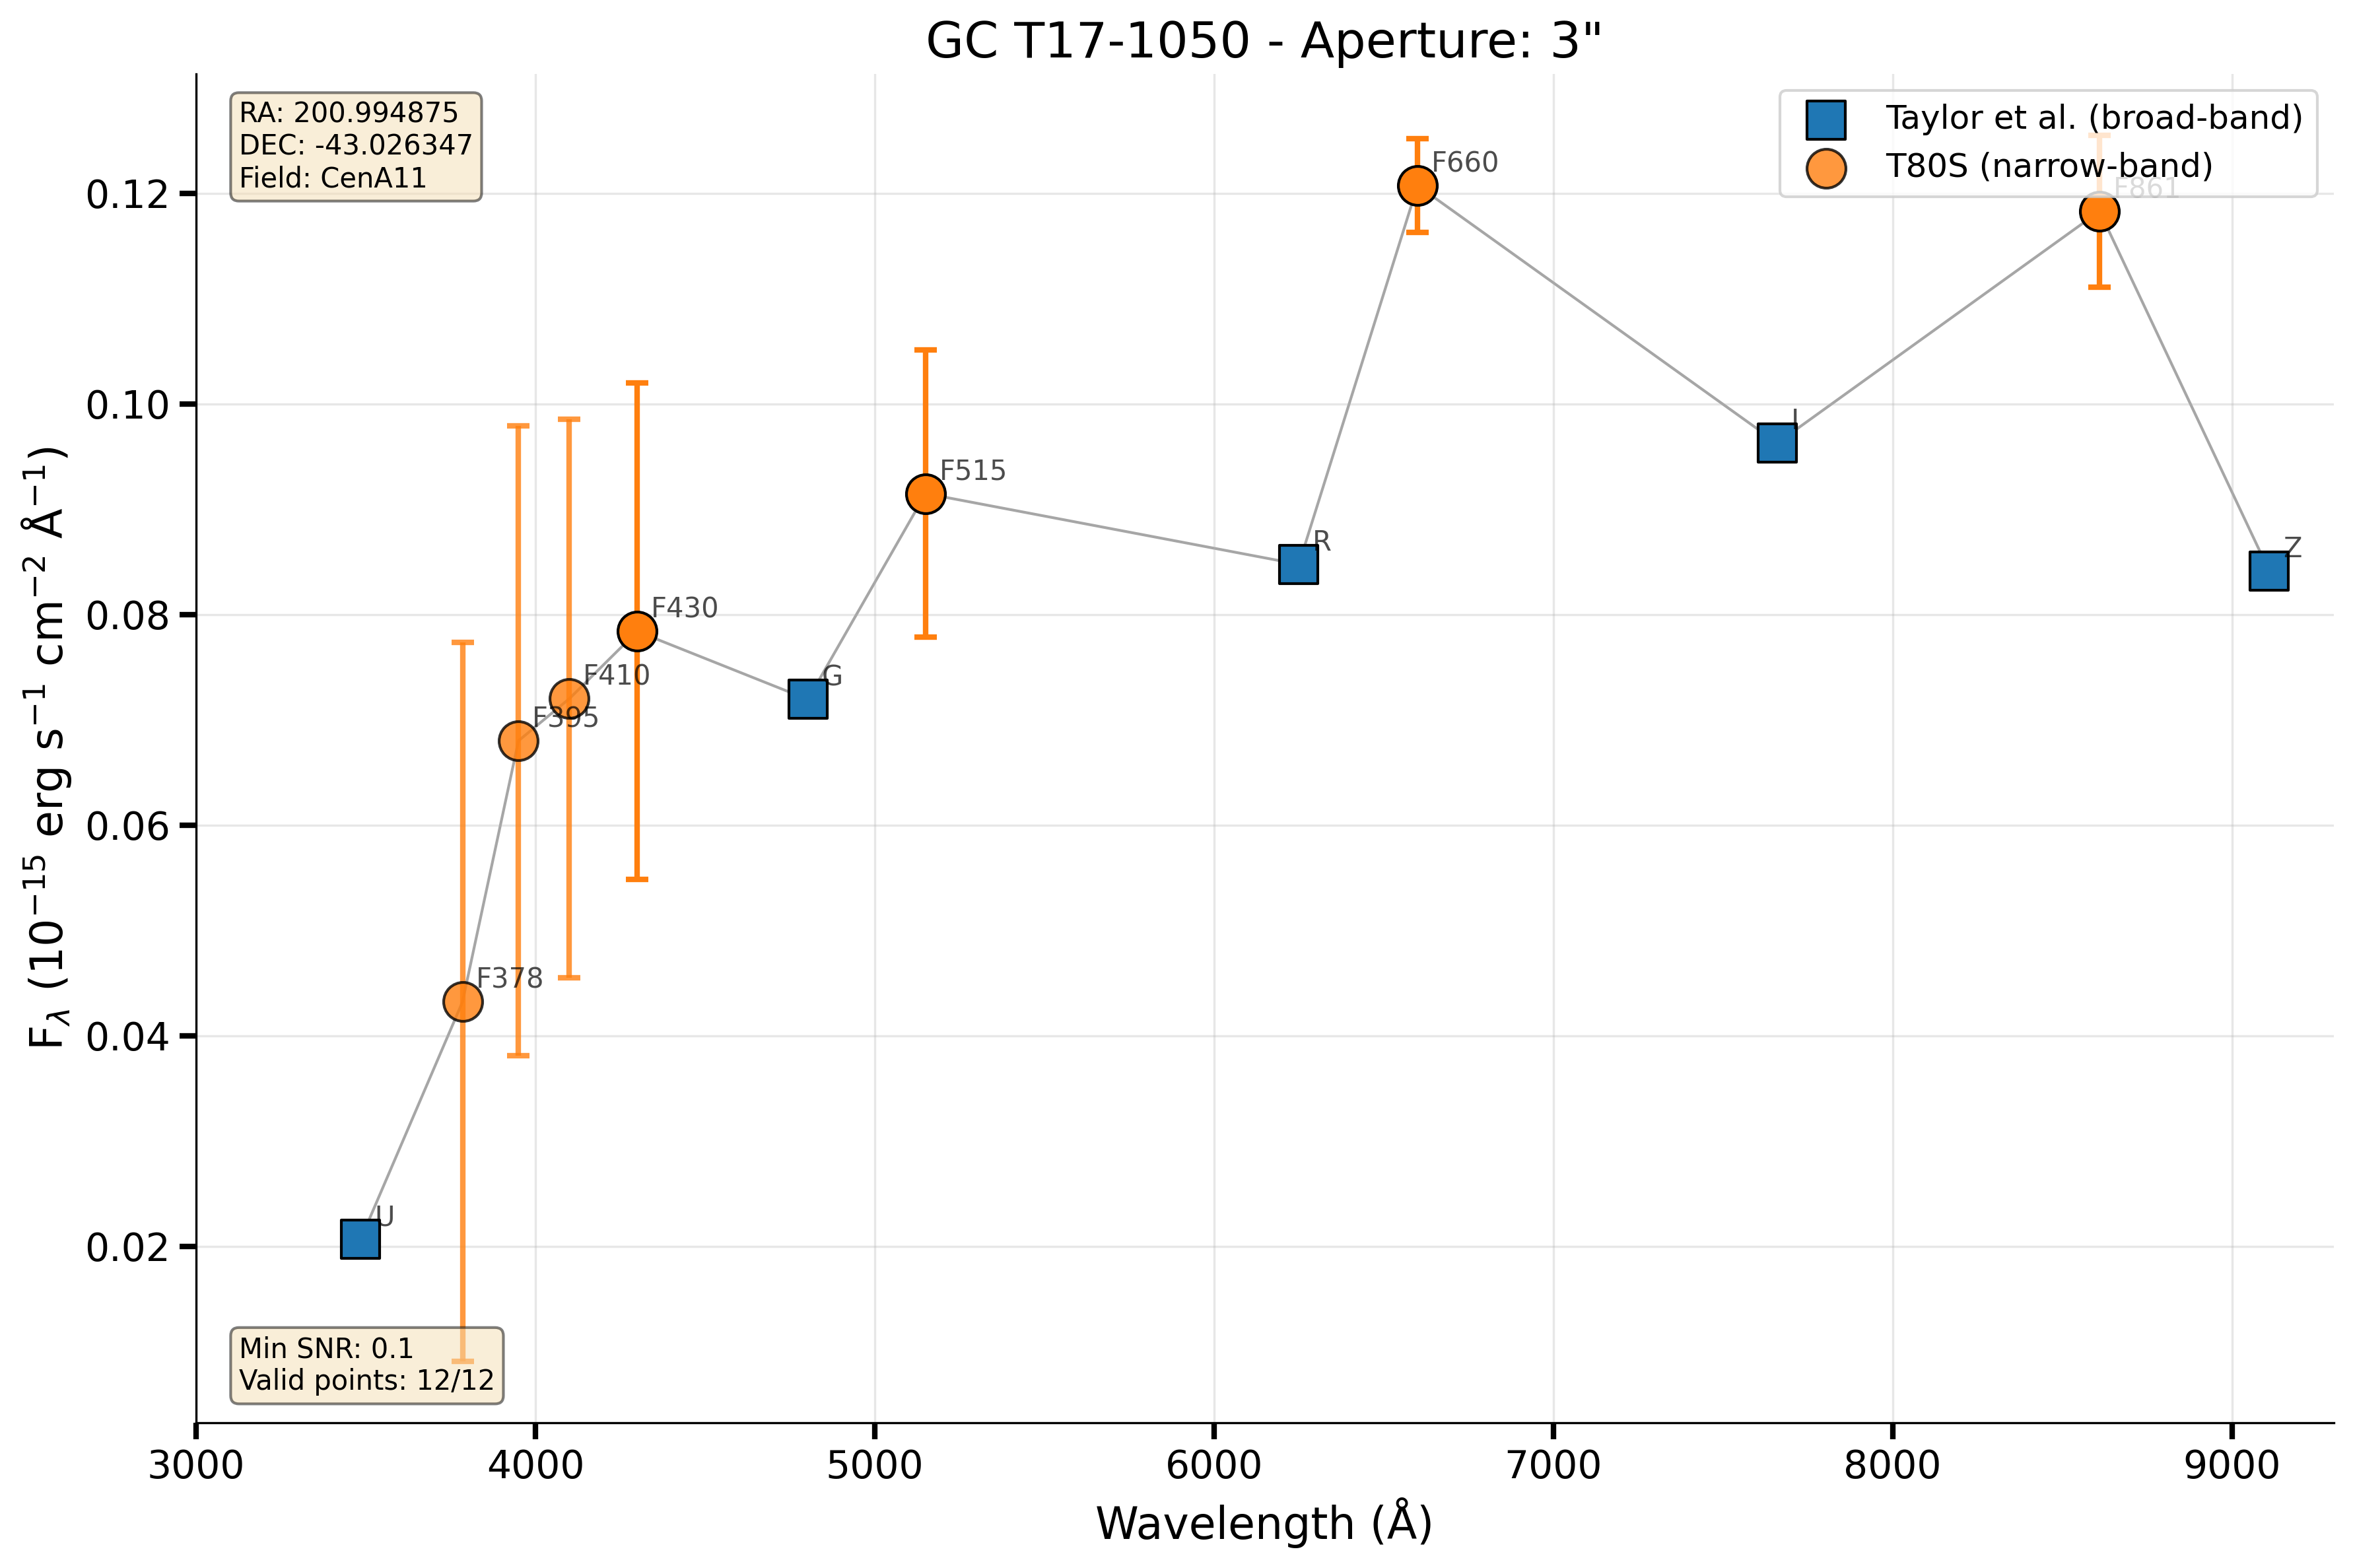 GC T17-1050 - Aperture: 3"
RA: 200.994875
DEC: -43.026347
Field: CenA11
Taylor et al. (broad-band)
T80S (narrow-band)
F861
F660
I
F515
R
Z
F430
F410
G
F395
F378
U
Min SNR: 0.1
Valid points: 12/12
0.12
0.10
0.08
0.06
0.04
0.02
Fλ (10⁻¹⁵ erg s⁻¹ cm⁻² Å⁻¹)
3000 4000 5000 6000 7000 8000 9000
Wavelength (Å)